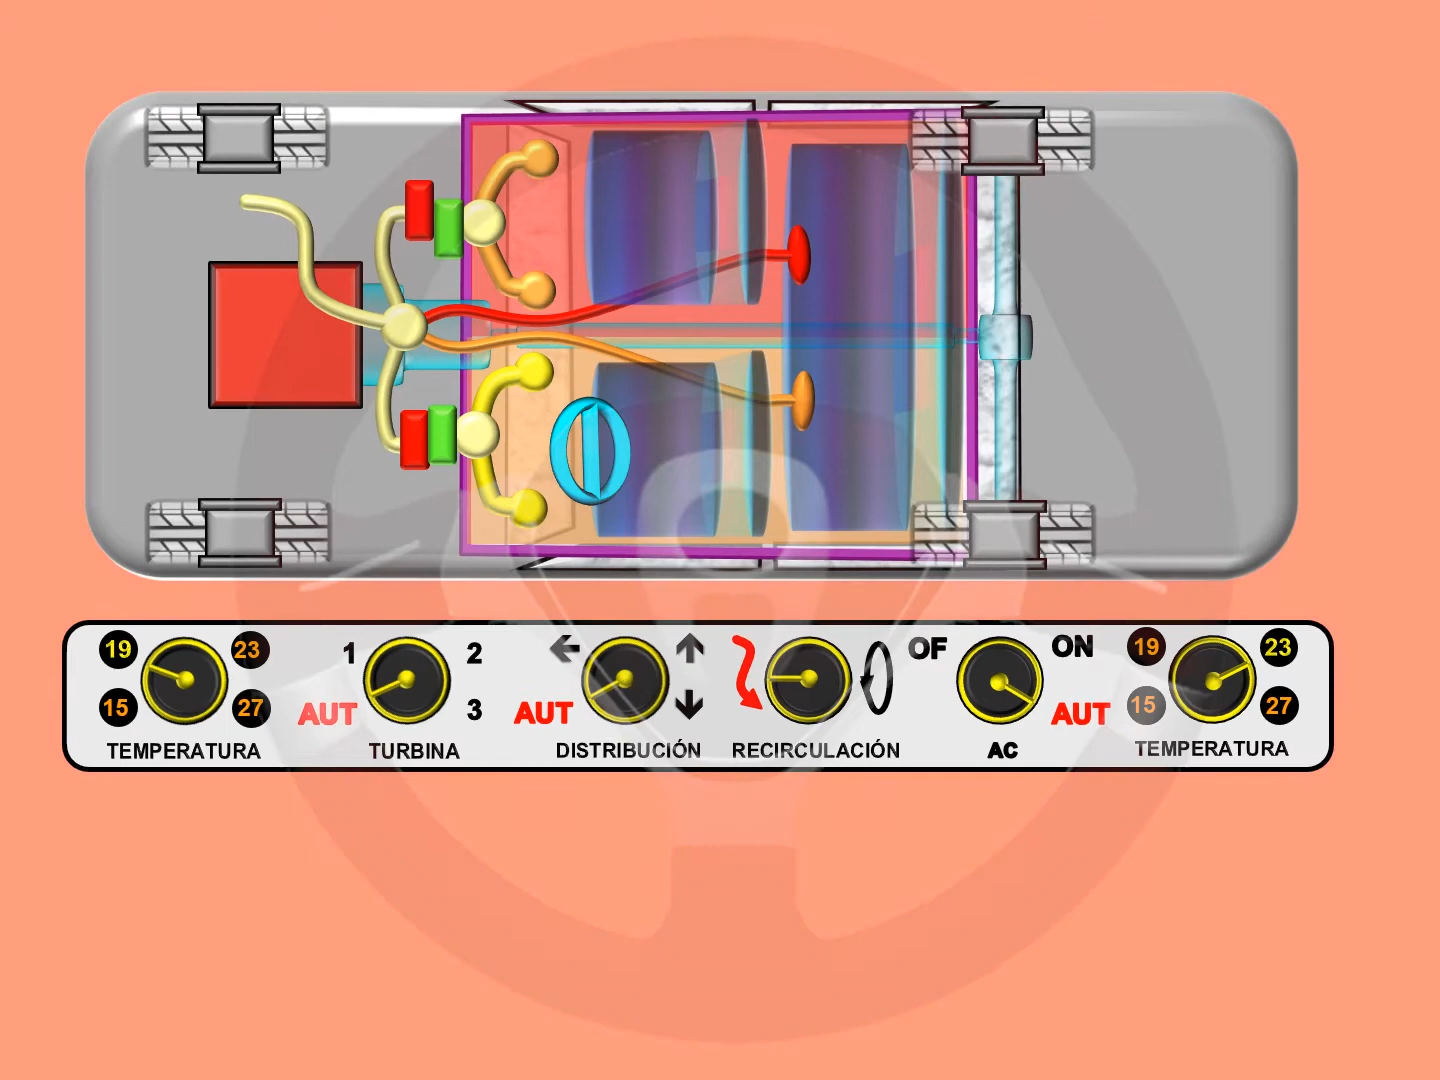 19 23
15 27
TEMPERATURA
1 2
AUT 3
TURBINA
AUT
DISTRIBUCIÓN
RECIRCULACIÓN
OF ON
AUT
AC
19 23
15 27
TEMPERATURA